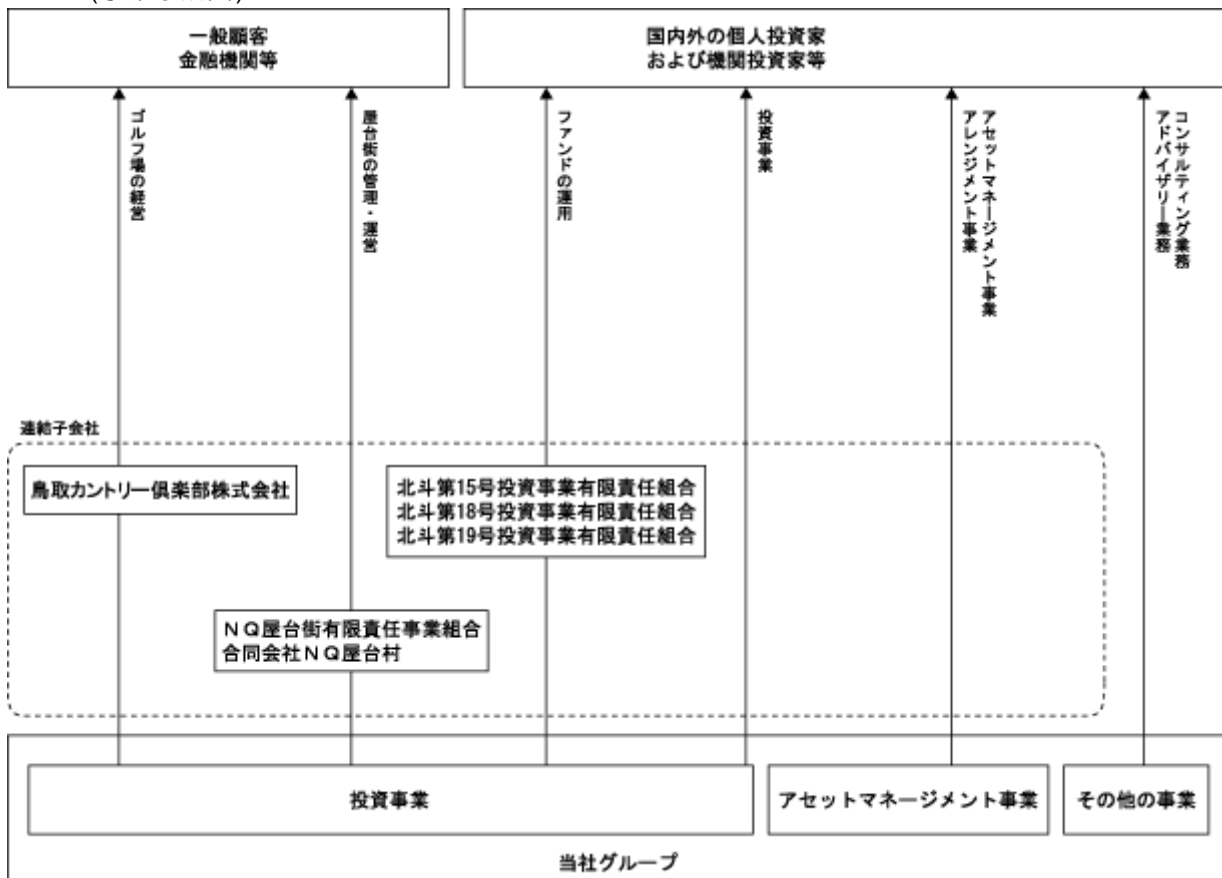 一般顧客
金融機関等
国内外の個人投資家
および機関投資家等
ゴルフ場の経営
屋台街の管理・運営
ファンドの運用
投資事業
アセットマネージメント事業
アレンジメント事業
コンサルティング業務
アドバイザリー業務
連結子会社
鳥取カントリー倶楽部株式会社
北斗第15号投資事業有限責任組合
北斗第18号投資事業有限責任組合
北斗第19号投資事業有限責任組合
ＮＱ屋台街有限責任事業組合
合同会社ＮＱ屋台村
投資事業
アセットマネージメント事業
その他の事業
当社グループ